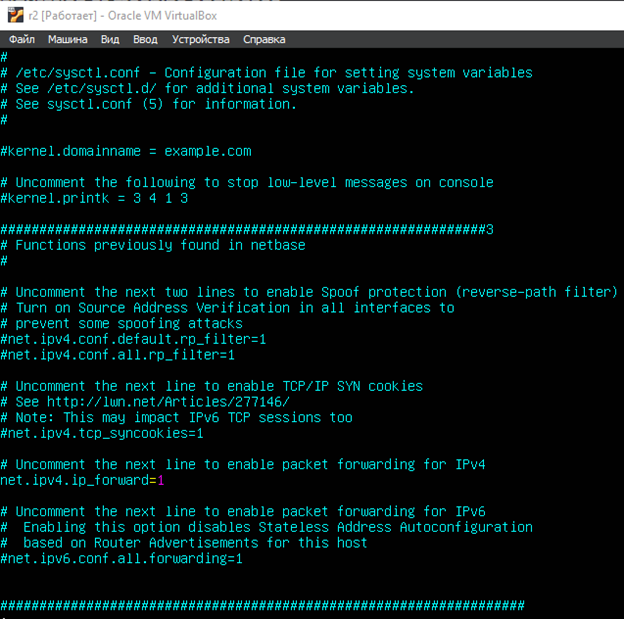 r2 [Работает] - Oracle VM VirtualBox
Файл Машина Вид Ввод Устройства Справка
#
# /etc/sysctl.conf - Configuration file for setting system variables
# See /etc/sysctl.d/ for additional system variables.
# See sysctl.conf (5) for information.
#
#kernel.domainname = example.com
# Uncomment the following to stop low-level messages on console
#kernel.printk = 3 4 1 3
##############################################################3
# Functions previously found in netbase
#
# Uncomment the next two lines to enable Spoof protection (reverse-path filter)
# Turn on Source Address Verification in all interfaces to
# prevent some spoofing attacks
#net.ipv4.conf.default.rp_filter=1
#net.ipv4.conf.all.rp_filter=1
# Uncomment the next line to enable TCP/IP SYN cookies
# See http://lwn.net/Articles/277146/
# Note: This may impact IPv6 TCP sessions too
#net.ipv4.tcp_syncookies=1
# Uncomment the next line to enable packet forwarding for IPv4
net.ipv4.ip_forward=1
# Uncomment the next line to enable packet forwarding for IPv6
#  Enabling this option disables Stateless Address Autoconfiguration
#  based on Router Advertisements for this host
#net.ipv6.conf.all.forwarding=1
###################################################################